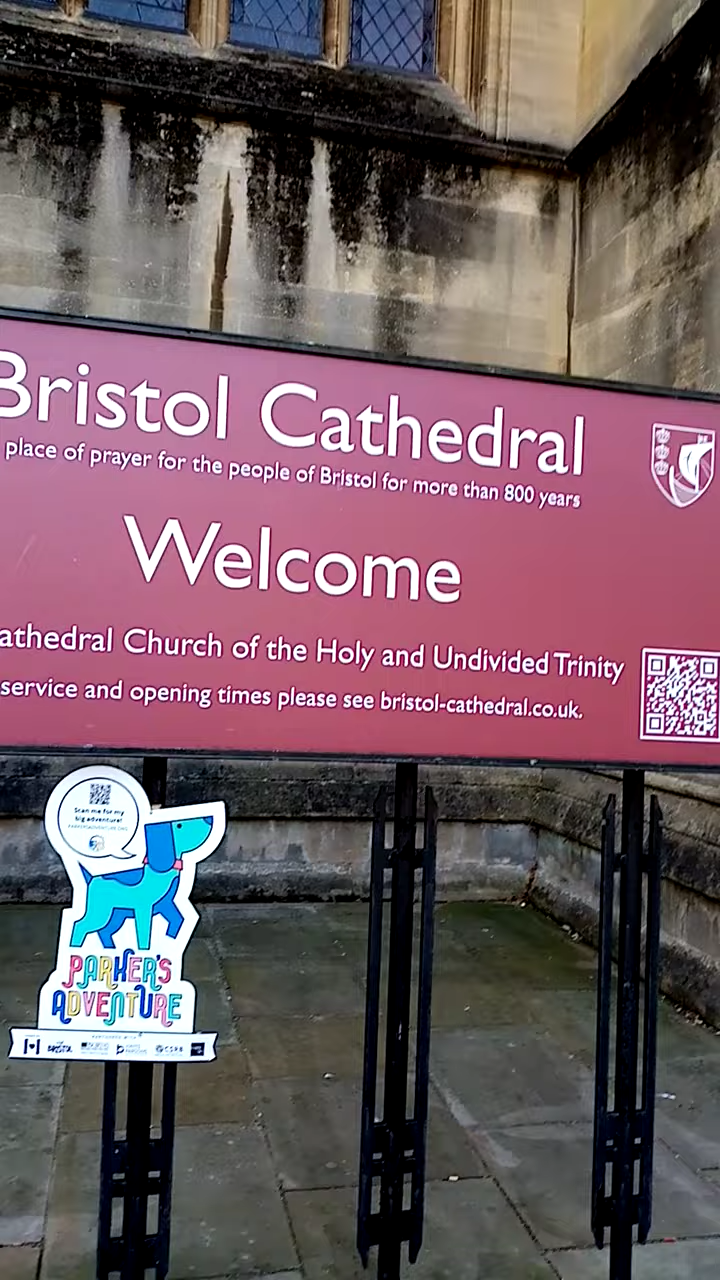 Bristol Cathedral
place of prayer for the people of Bristol for more than 800 years
Welcome
athedral Church of the Holy and Undivided Trinity
service and opening times please see bristol-cathedral.co.uk.
Scan me for my
big adventure!
PARKER'S
ADVENTURE
BRISTOL